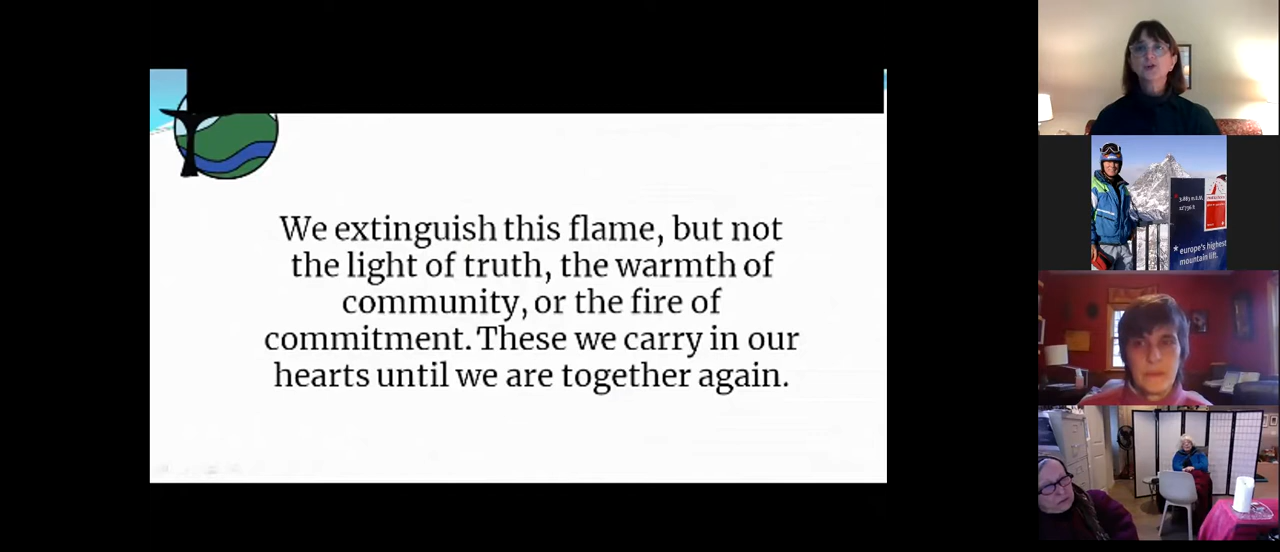 We extinguish this flame, but not
the light of truth, the warmth of
community, or the fire of
commitment. These we carry in our
hearts until we are together again.
* europe's highest
mountain lift.